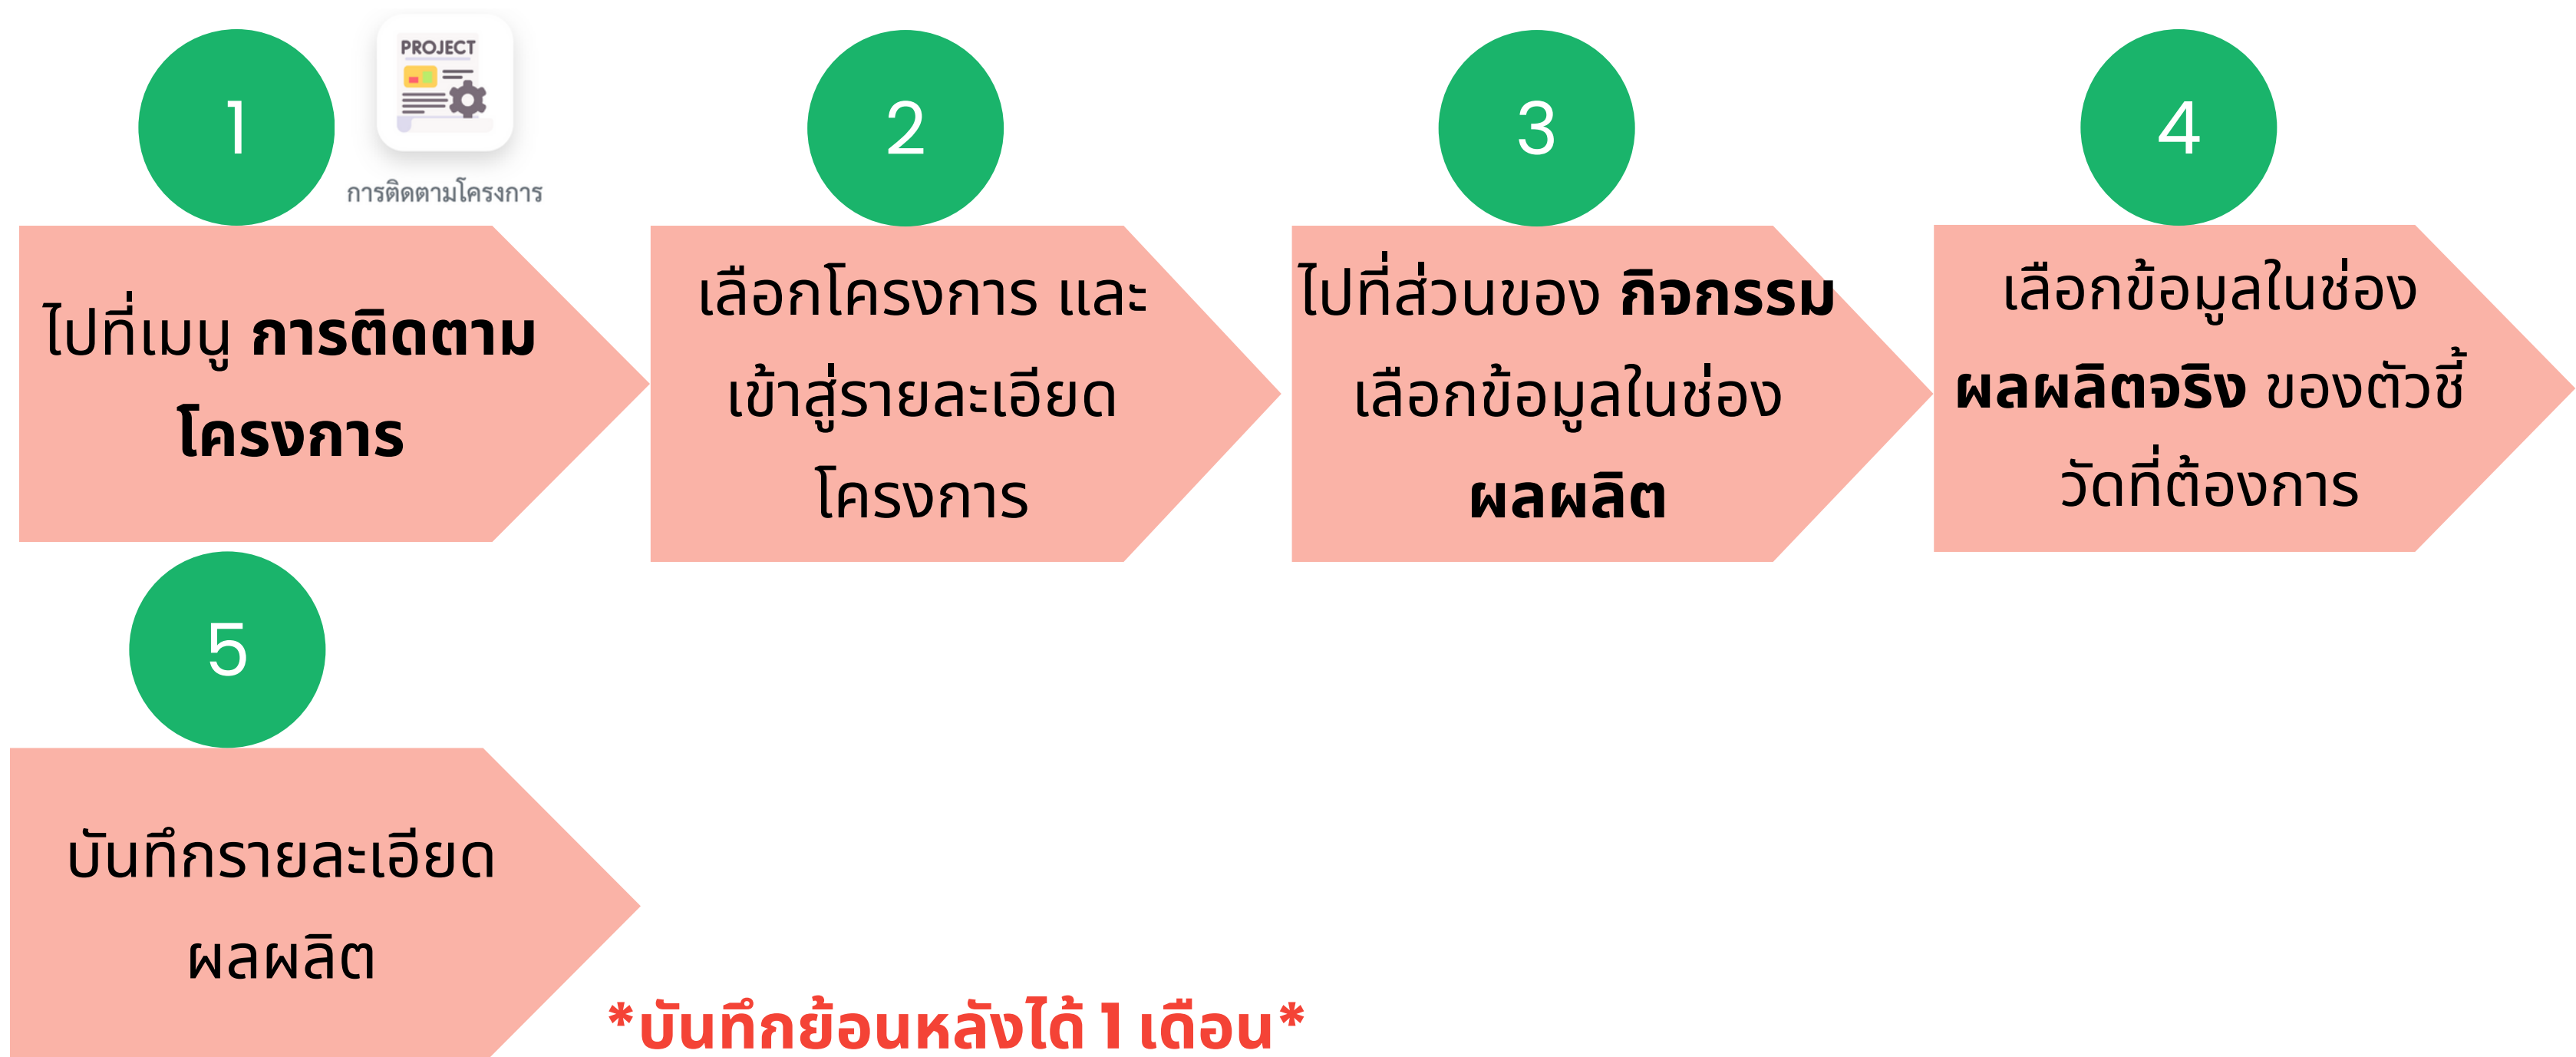 1
PROJECT
การติดตามโครงการ
ไปที่เมนู การติดตาม
โครงการ
2
เลือกโครงการ และ
เข้าสู่รายละเอียด
โครงการ
3
ไปที่ส่วนของ กิจกรรม
เลือกข้อมูลในช่อง
ผลผลิต
4
เลือกข้อมูลในช่อง
ผลผลิตจริง ของตัวชี้
วัดที่ต้องการ
5
บันทึกรายละเอียด
ผลผลิต
*บันทึกย้อนหลังได้ 1 เดือน*